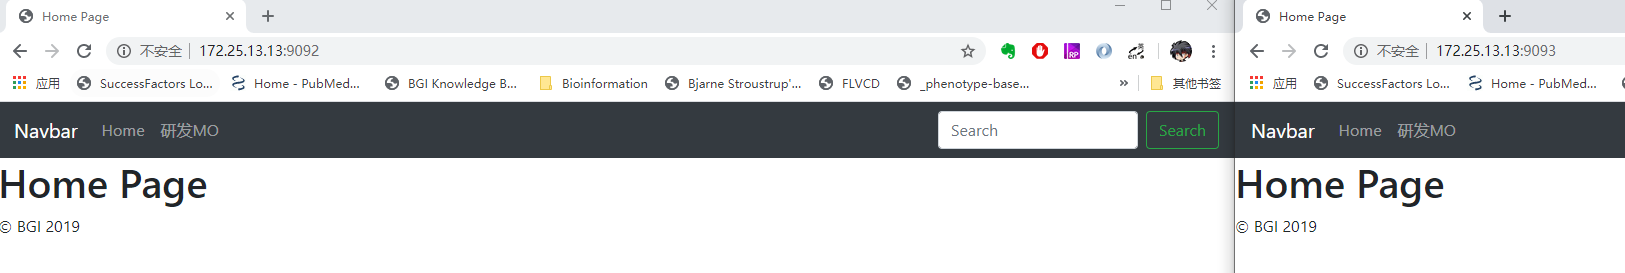 Home Page
不安全 172.25.13.13:9092
应用 SuccessFactors Lo... Home - PubMed... BGI Knowledge B... Bioinformation Bjarne Stroustrup'... FLVCD _phenotype-base... » 其他书签
Navbar Home 研发MO Search Search
Home Page
© BGI 2019
Home Page
不安全 172.25.13.13:9093
应用 SuccessFactors Lo... Home - PubMed...
Navbar Home 研发MO
Home Page
© BGI 2019